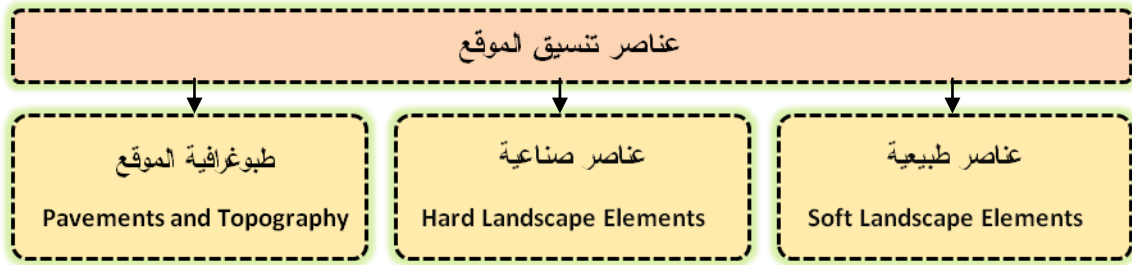 عناصر تنسيق الموقع
عناصر طبيعية
Soft Landscape Elements
عناصر صناعية
Hard Landscape Elements
طبوغرافية الموقع
Pavements and Topography